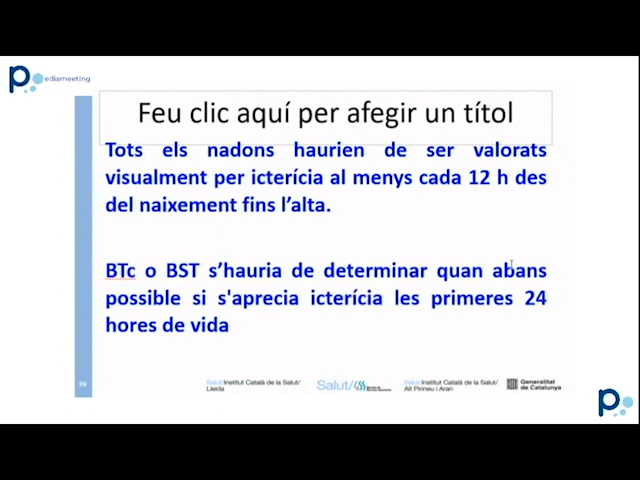 pediameeting
Feu clic aquí per afegir un títol
Tots els nadons haurien de ser valorats
visualment per icterícia al menys cada 12 h des
del naixement fins l’alta.
BTc o BST s’hauria de determinar quan abans
possible si s'aprecia icterícia les primeres 24
hores de vida
Salut/Institut Català de la Salut/
Lleida
Salut/
Salut/Institut Català de la Salut/
Alt Pirineu i Aran
Generalitat
de Catalunya
p